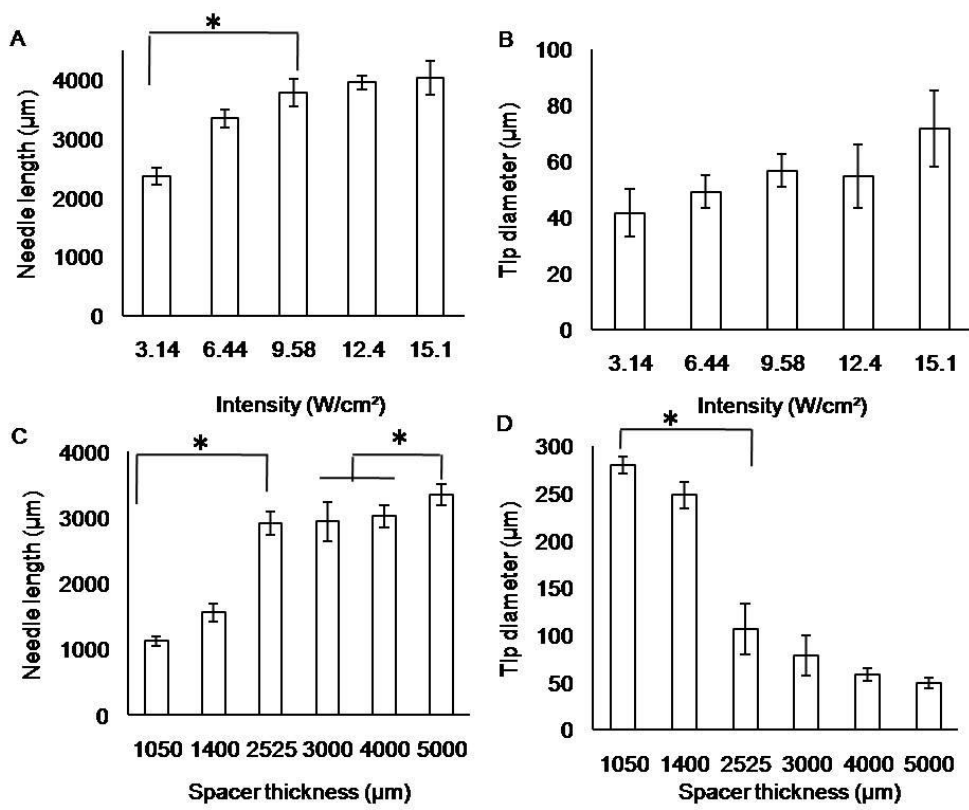 A
*
Needle length (µm)
4000
3000
2000
1000
0
3.14 6.44 9.58 12.4 15.1
Intensity (W/cm²)
B
Tip diameter (µm)
100
80
60
40
20
0
3.14 6.44 9.58 12.4 15.1
Intensity (W/cm²)
C
* *
Needle length (µm)
4000
3000
2000
1000
0
1050 1400 2525 3000 4000 5000
Spacer thickness (µm)
D
*
Tip diameter (µm)
300
250
200
150
100
50
0
1050 1400 2525 3000 4000 5000
Spacer thickness (µm)